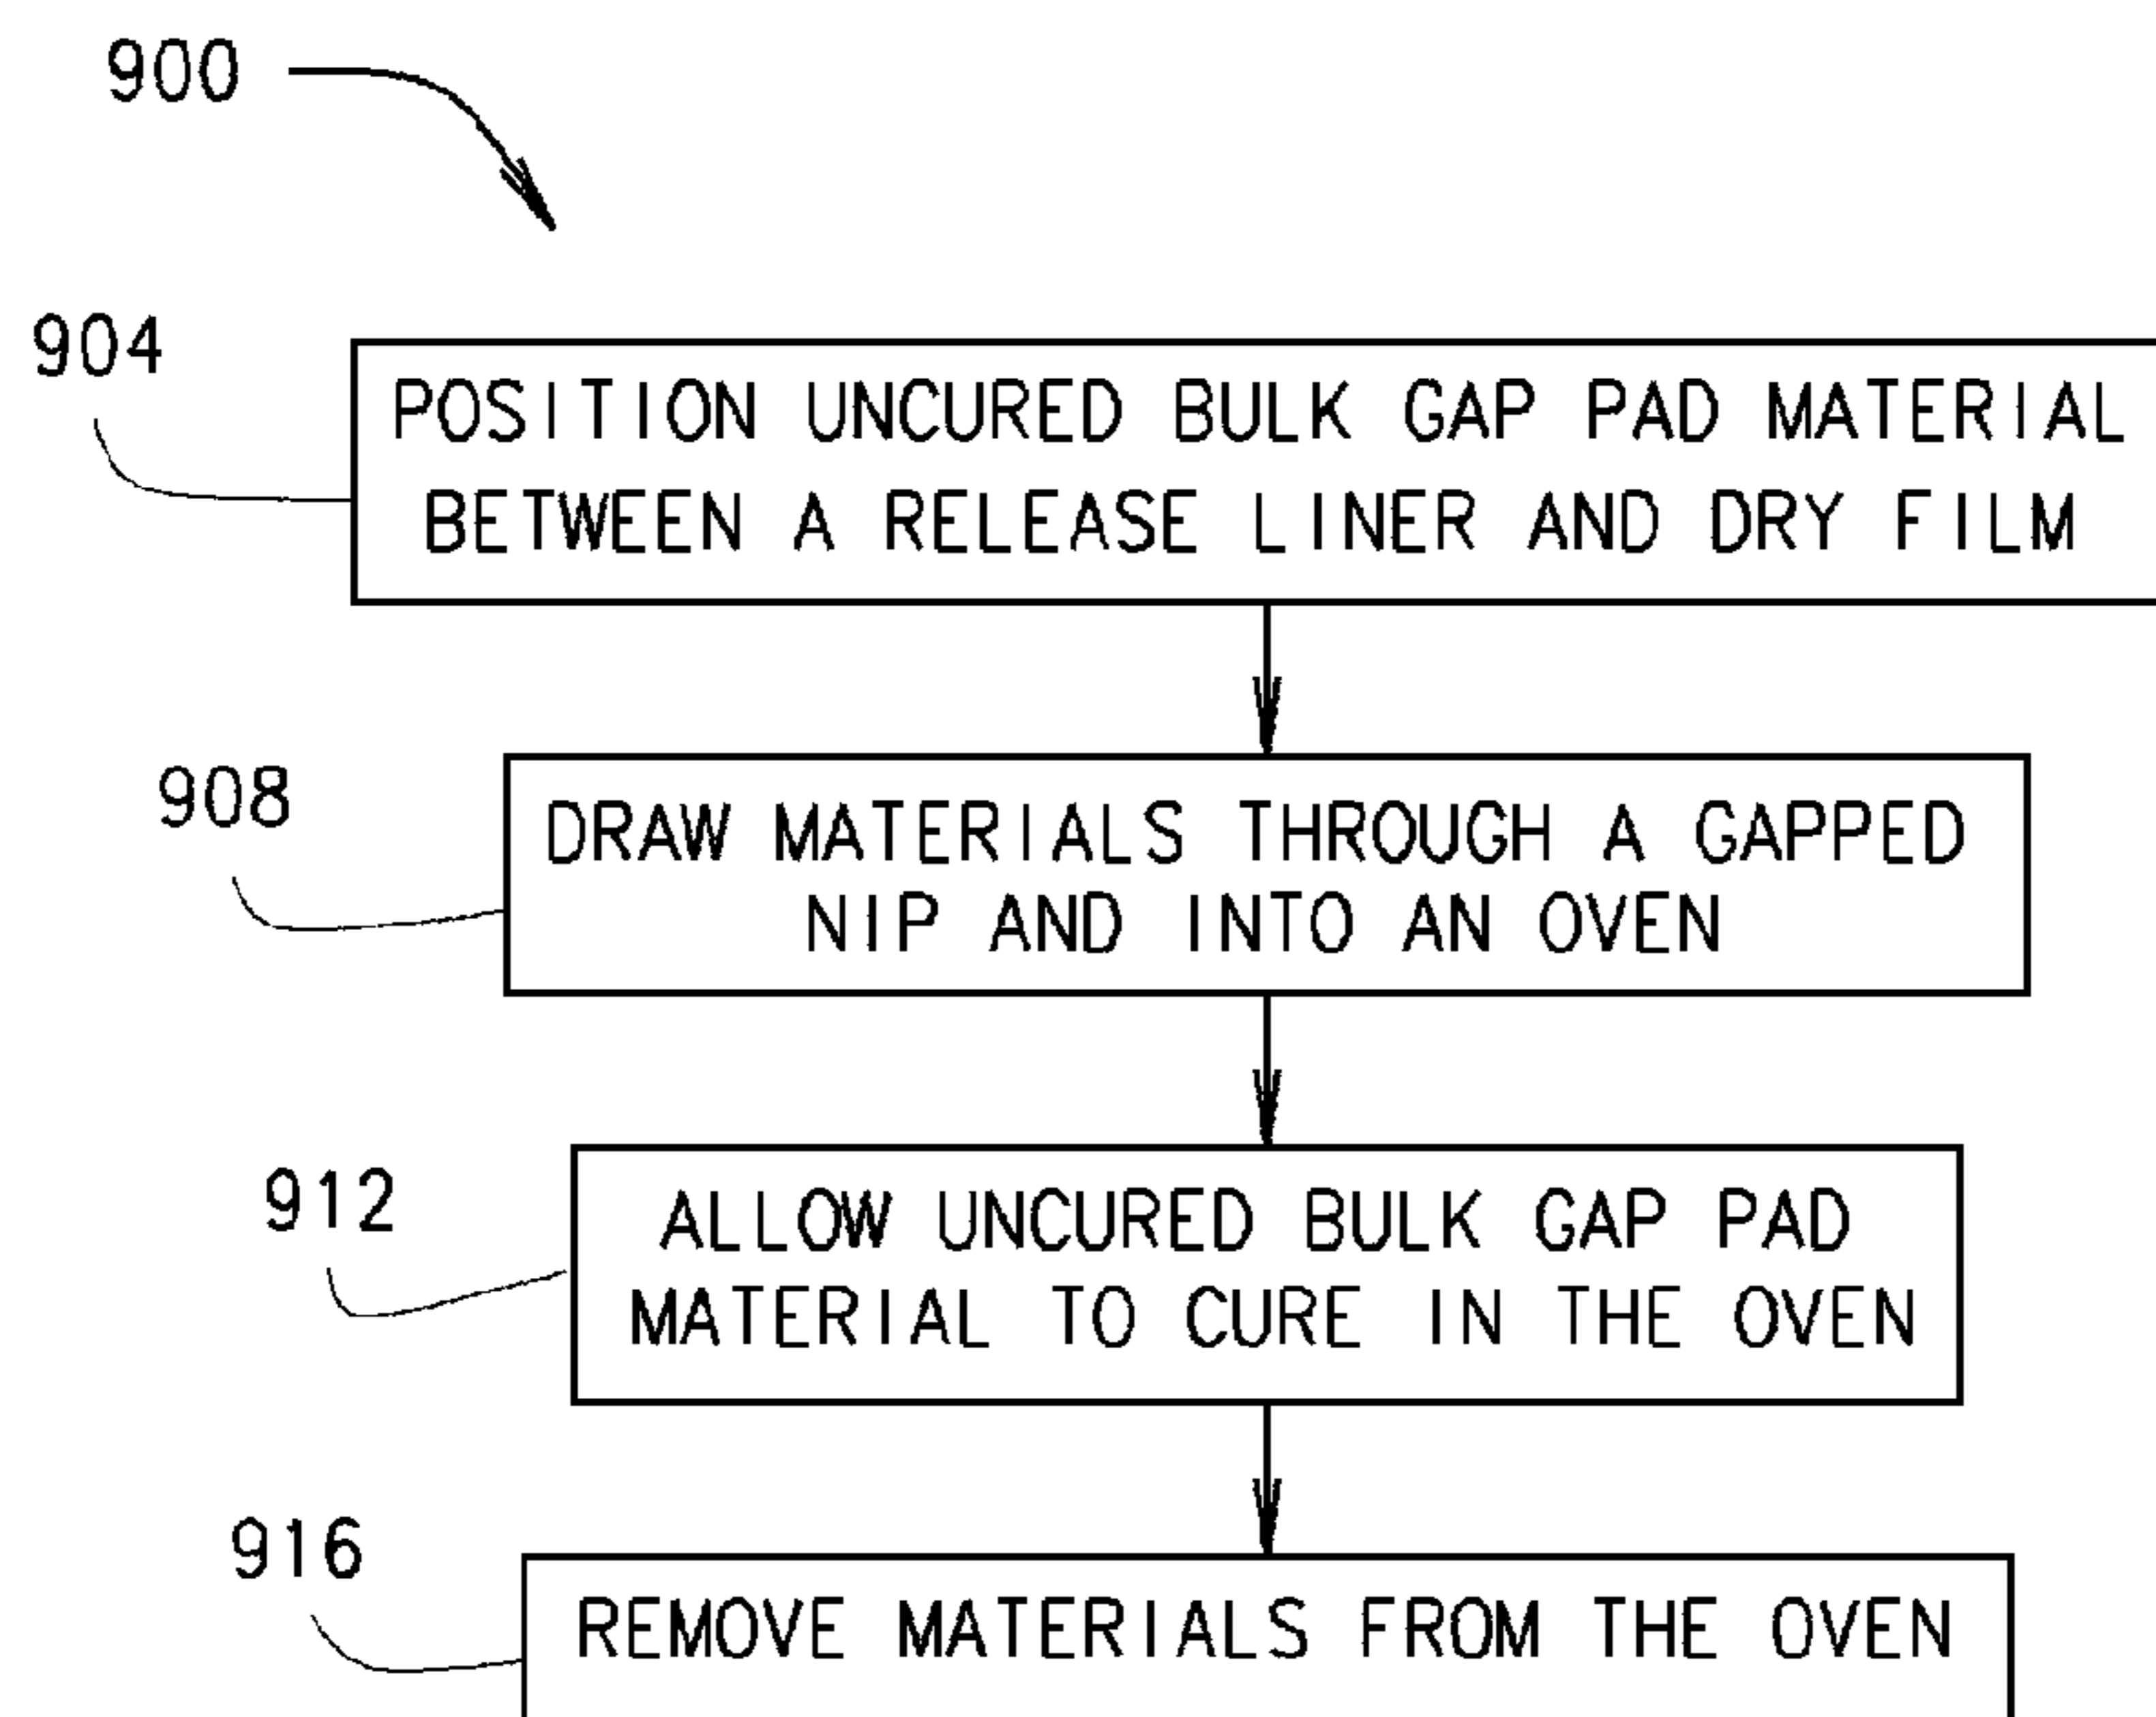 900
904
POSITION UNCURED BULK GAP PAD MATERIAL
BETWEEN A RELEASE LINER AND DRY FILM
908
DRAW MATERIALS THROUGH A GAPPED
NIP AND INTO AN OVEN
912
ALLOW UNCURED BULK GAP PAD
MATERIAL TO CURE IN THE OVEN
916
REMOVE MATERIALS FROM THE OVEN